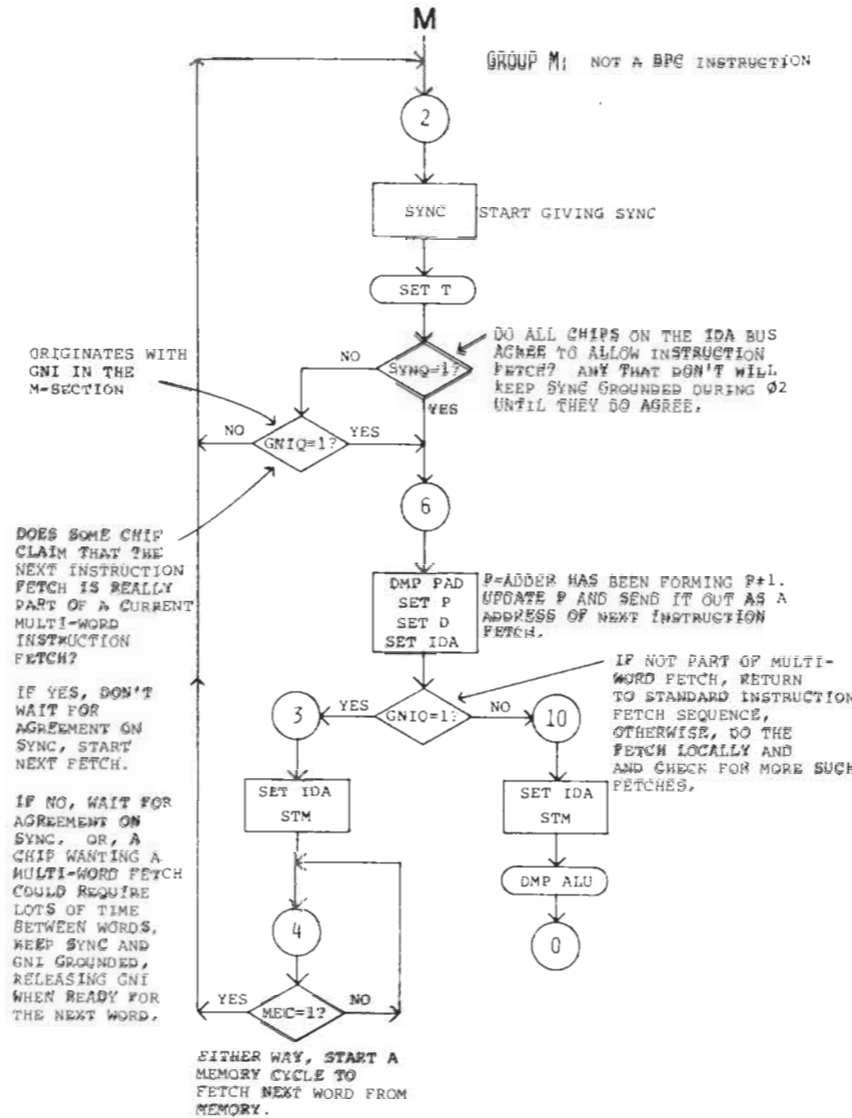 M
GROUP M: NOT A BPC INSTRUCTION
2
SYNC
START GIVING SYNC
SET T
ORIGINATES WITH
GNI IN THE
M-SECTION
NO
SYNQ=1?
YES
DO ALL CHIPS ON THE IDA BUS
AGREE TO ALLOW INSTRUCTION
FETCH? ANY THAT DON'T WILL
KEEP SYNC GROUNDED DURING Ø2
UNTIL THEY DO AGREE.
NO
GNIQ=1?
YES
6
DOES SOME CHIP
CLAIM THAT THE
NEXT INSTRUCTION
FETCH IS REALLY
PART OF A CURRENT
MULTI-WORD
INSTRUCTION
FETCH?
DMP PAD
SET P
SET D
SET IDA
P-ADDER HAS BEEN FORMING P+1.
UPDATE P AND SEND IT OUT AS A
ADDRESS OF NEXT INSTRUCTION
FETCH.
IF NOT PART OF MULTI-
WORD FETCH, RETURN
TO STANDARD INSTRUCTION
FETCH SEQUENCE,
OTHERWISE, DO THE
FETCH LOCALLY AND
AND CHECK FOR MORE SUCH
FETCHES.
IF YES, DON'T
WAIT FOR
AGREEMENT ON
SYNC, START
NEXT FETCH.
3
YES
GNIQ=1?
NO
10
SET IDA
STM
SET IDA
STM
IF NO, WAIT FOR
AGREEMENT ON
SYNC. OR, A
CHIP WANTING A
MULTI-WORD FETCH
COULD REQUIRE
LOTS OF TIME
BETWEEN WORDS,
KEEP SYNC AND
GNI GROUNDED,
RELEASING GNI
WHEN READY FOR
THE NEXT WORD.
DMP ALU
4
0
YES
MEC=1?
NO
EITHER WAY, START A
MEMORY CYCLE TO
FETCH NEXT WORD FROM
MEMORY.